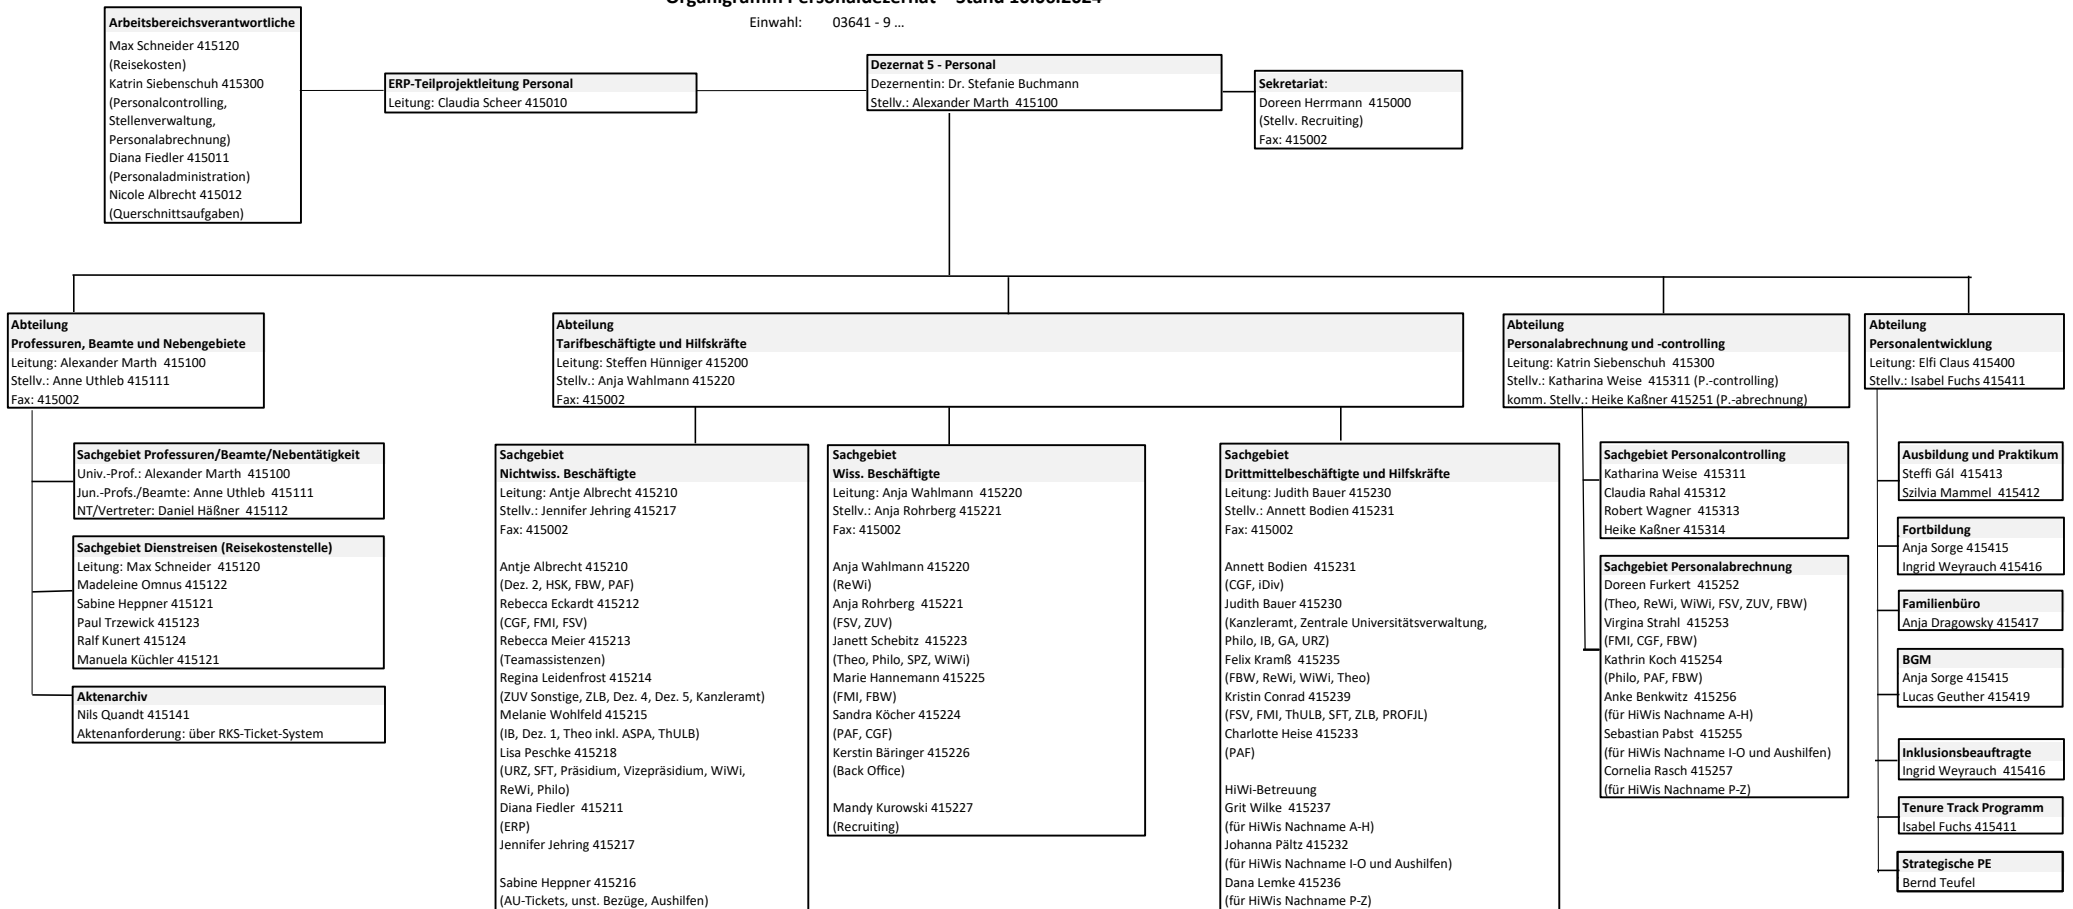 Organigramm Personaldezernat – Stand 10.06.2024
Einwahl: 03641 - 9 ...
Arbeitsbereichsverantwortliche
Max Schneider 415120
(Reisekosten)
Katrin Siebenschuh 415300
(Personalcontrolling,
Stellenverwaltung,
Personalabrechnung)
Diana Fiedler 415011
(Personaladministration)
Nicole Albrecht 415012
(Querschnittsaufgaben)
ERP-Teilprojektleitung Personal
Leitung: Claudia Scheer 415010
Dezernat 5 - Personal
Dezernentin: Dr. Stefanie Buchmann
Stellv.: Alexander Marth 415100
Sekretariat:
Doreen Herrmann 415000
(Stellv. Recruiting)
Fax: 415002
Abteilung
Professuren, Beamte und Nebengebiete
Leitung: Alexander Marth 415100
Stellv.: Anne Uthleb 415111
Fax: 415002
Sachgebiet Professuren/Beamte/Nebentätigkeit
Univ.-Prof.: Alexander Marth 415100
Jun.-Profs./Beamte: Anne Uthleb 415111
NT/Vertreter: Daniel Häßner 415112
Sachgebiet Dienstreisen (Reisekostenstelle)
Leitung: Max Schneider 415120
Madeleine Omnus 415122
Sabine Heppner 415121
Paul Trzewick 415123
Ralf Kunert 415124
Manuela Küchler 415121
Aktenarchiv
Nils Quandt 415141
Aktenanforderung: über RKS-Ticket-System
Abteilung
Tarifbeschäftigte und Hilfskräfte
Leitung: Steffen Hünniger 415200
Stellv.: Anja Wahlmann 415220
Fax: 415002
Sachgebiet
Nichtwiss. Beschäftigte
Leitung: Antje Albrecht 415210
Stellv.: Jennifer Jehring 415217
Fax: 415002
Antje Albrecht 415210
(Dez. 2, HSK, FBW, PAF)
Rebecca Eckardt 415212
(CGF, FMI, FSV)
Rebecca Meier 415213
(Teamassistenzen)
Regina Leidenfrost 415214
(ZUV Sonstige, ZLB, Dez. 4, Dez. 5, Kanzleramt)
Melanie Wohlfeld 415215
(IB, Dez. 1, Theo inkl. ASPA, ThULB)
Lisa Peschke 415218
(URZ, SFT, Präsidium, Vizepräsidium, WiWi,
ReWi, Philo)
Diana Fiedler 415211
(ERP)
Jennifer Jehring 415217
Sabine Heppner 415216
(AU-Tickets, unst. Bezüge, Aushilfen)
Sachgebiet
Wiss. Beschäftigte
Leitung: Anja Wahlmann 415220
Stellv.: Anja Rohrberg 415221
Fax: 415002
Anja Wahlmann 415220
(ReWi)
Anja Rohrberg 415221
(FSV, ZUV)
Janett Schebitz 415223
(Theo, Philo, SPZ, WiWi)
Marie Hannemann 415225
(FMI, FBW)
Sandra Köcher 415224
(PAF, CGF)
Kerstin Bäringer 415226
(Back Office)
Mandy Kurowski 415227
(Recruiting)
Sachgebiet
Drittmittelbeschäftigte und Hilfskräfte
Leitung: Judith Bauer 415230
Stellv.: Annett Bodien 415231
Fax: 415002
Annett Bodien 415231
(CGF, iDiv)
Judith Bauer 415230
(Kanzleramt, Zentrale Universitätsverwaltung,
Philo, IB, GA, URZ)
Felix Kramß 415235
(FBW, ReWi, WiWi, Theo)
Kristin Conrad 415239
(FSV, FMI, ThULB, SFT, ZLB, PROFJL)
Charlotte Heise 415233
(PAF)
HiWi-Betreuung
Grit Wilke 415237
(für HiWis Nachname A-H)
Johanna Pältz 415232
(für HiWis Nachname I-O und Aushilfen)
Dana Lemke 415236
(für HiWis Nachname P-Z)
Abteilung
Personalabrechnung und -controlling
Leitung: Katrin Siebenschuh 415300
Stellv.: Katharina Weise 415311 (P.-controlling)
komm. Stellv.: Heike Kaßner 415251 (P.-abrechnung)
Sachgebiet Personalcontrolling
Katharina Weise 415311
Claudia Rahal 415312
Robert Wagner 415313
Heike Kaßner 415314
Sachgebiet Personalabrechnung
Doreen Furkert 415252
(Theo, ReWi, WiWi, FSV, ZUV, FBW)
Virgina Strahl 415253
(FMI, CGF, FBW)
Kathrin Koch 415254
(Philo, PAF, FBW)
Anke Benkwitz 415256
(für HiWis Nachname A-H)
Sebastian Pabst 415255
(für HiWis Nachname I-O und Aushilfen)
Cornelia Rasch 415257
(für HiWis Nachname P-Z)
Abteilung
Personalentwicklung
Leitung: Elfi Claus 415400
Stellv.: Isabel Fuchs 415411
Ausbildung und Praktikum
Steffi Gál 415413
Szilvia Mammel 415412
Fortbildung
Anja Sorge 415415
Ingrid Weyrauch 415416
Familienbüro
Anja Dragowsky 415417
BGM
Anja Sorge 415415
Lucas Geuther 415419
Inklusionsbeauftragte
Ingrid Weyrauch 415416
Tenure Track Programm
Isabel Fuchs 415411
Strategische PE
Bernd Teufel